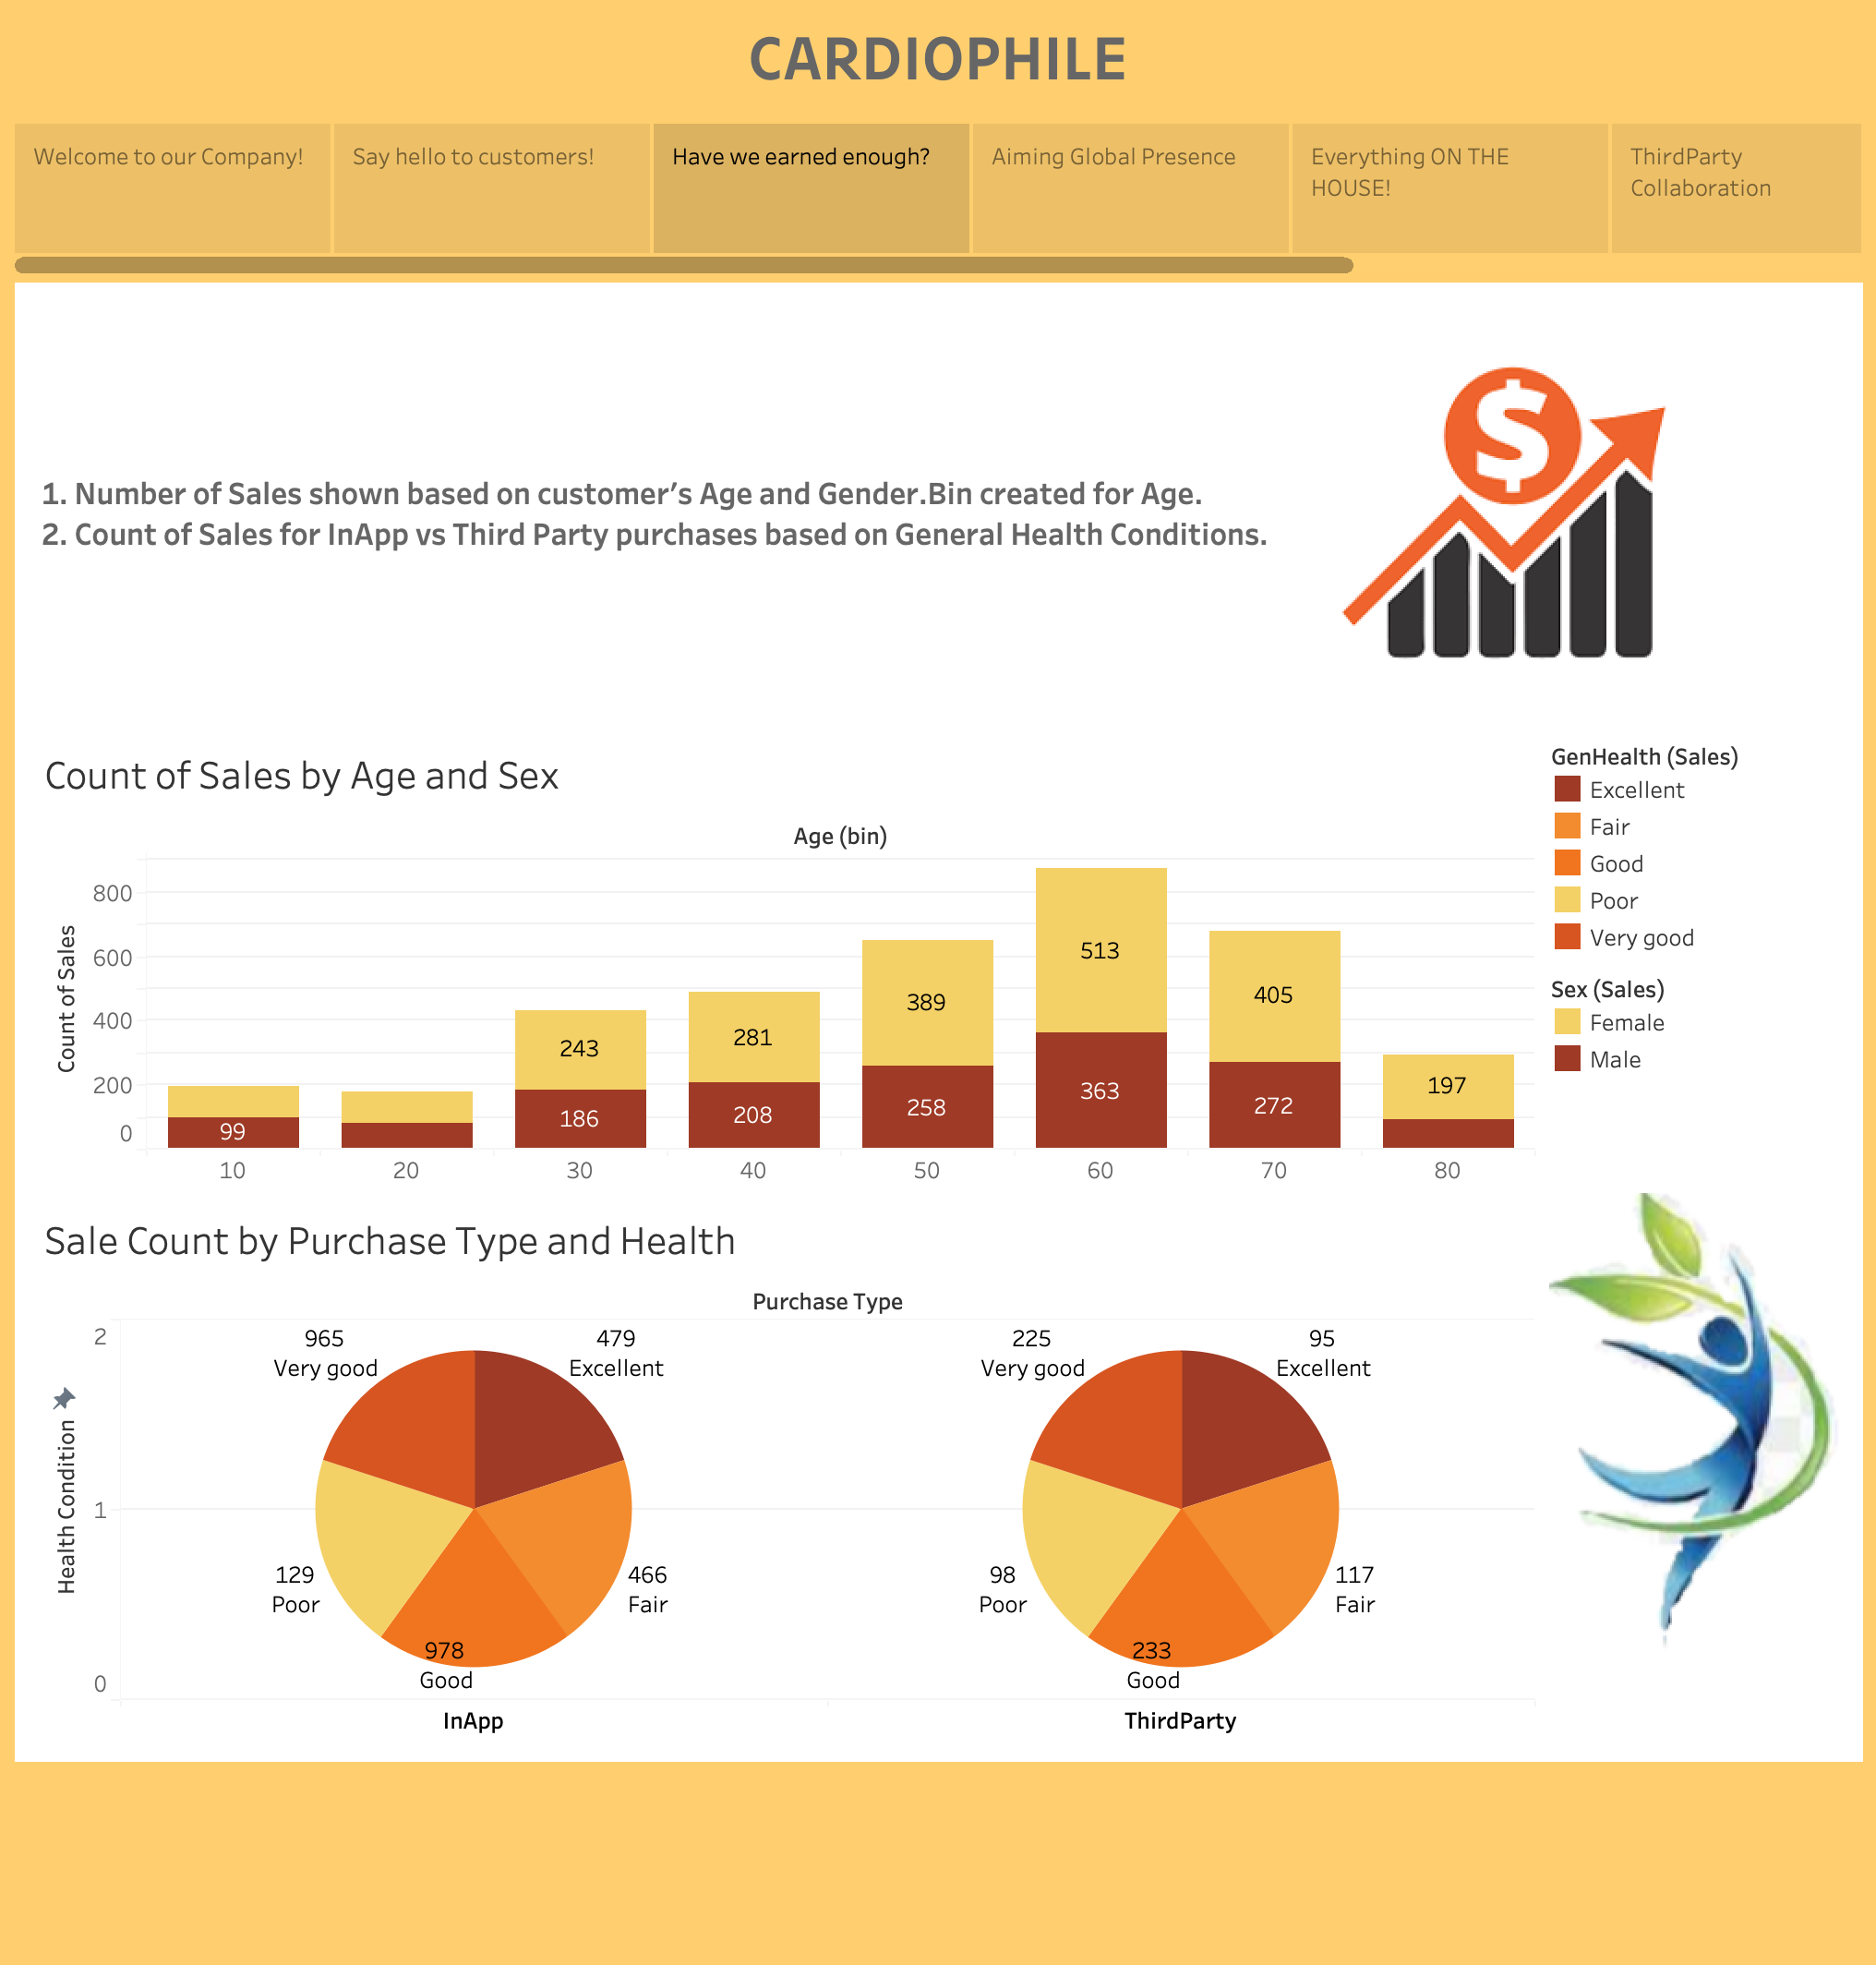 CARDIOPHILE
Welcome to our Company!
Say hello to customers!
Have we earned enough?
Aiming Global Presence
Everything ON THE
HOUSE!
ThirdParty
Collaboration
$
1. Number of Sales shown based on customer's Age and Gender.Bin created for Age.
2. Count of Sales for InApp vs Third Party purchases based on General Health Conditions.
Count of Sales by Age and Sex
Age (bin)
Count of Sales
800
600
400
200
0
99
243
186
281
208
389
258
513
363
405
272
197
10
20
30
40
50
60
70
80
GenHealth (Sales)
Excellent
Fair
Good
Poor
Very good
Sex (Sales)
Female
Male
Sale Count by Purchase Type and Health
Purchase Type
Health Condition
2
1
0
965
Very good
479
Excellent
129
Poor
466
Fair
978
Good
InApp
225
Very good
95
Excellent
98
Poor
117
Fair
233
Good
ThirdParty